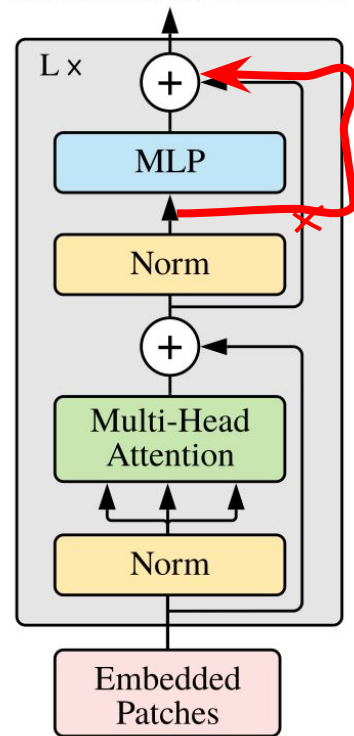 L ×
+
MLP
Norm
+
Multi-Head
Attention
Norm
Embedded
Patches